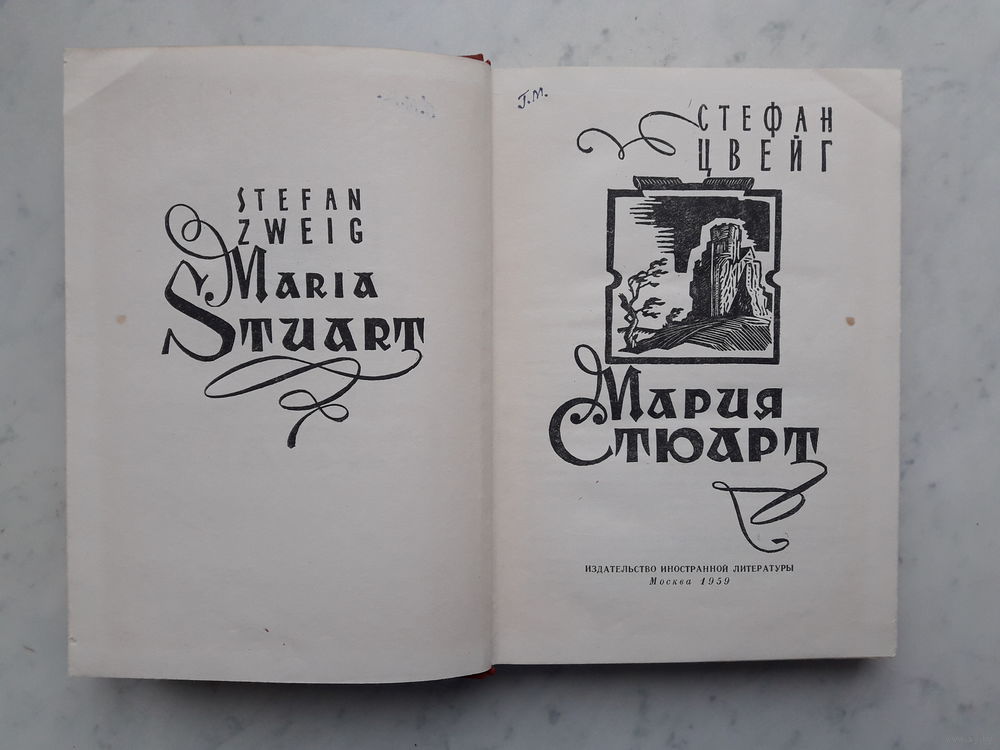 STEFAN
ZWEIG
MARIA
STUART
Г.М.
СТЕФАН
ЦВЕЙГ
МАРИЯ
СТЮАРТ
ИЗДАТЕЛЬСТВО ИНОСТРАННОЙ ЛИТЕРАТУРЫ
Москва 1959